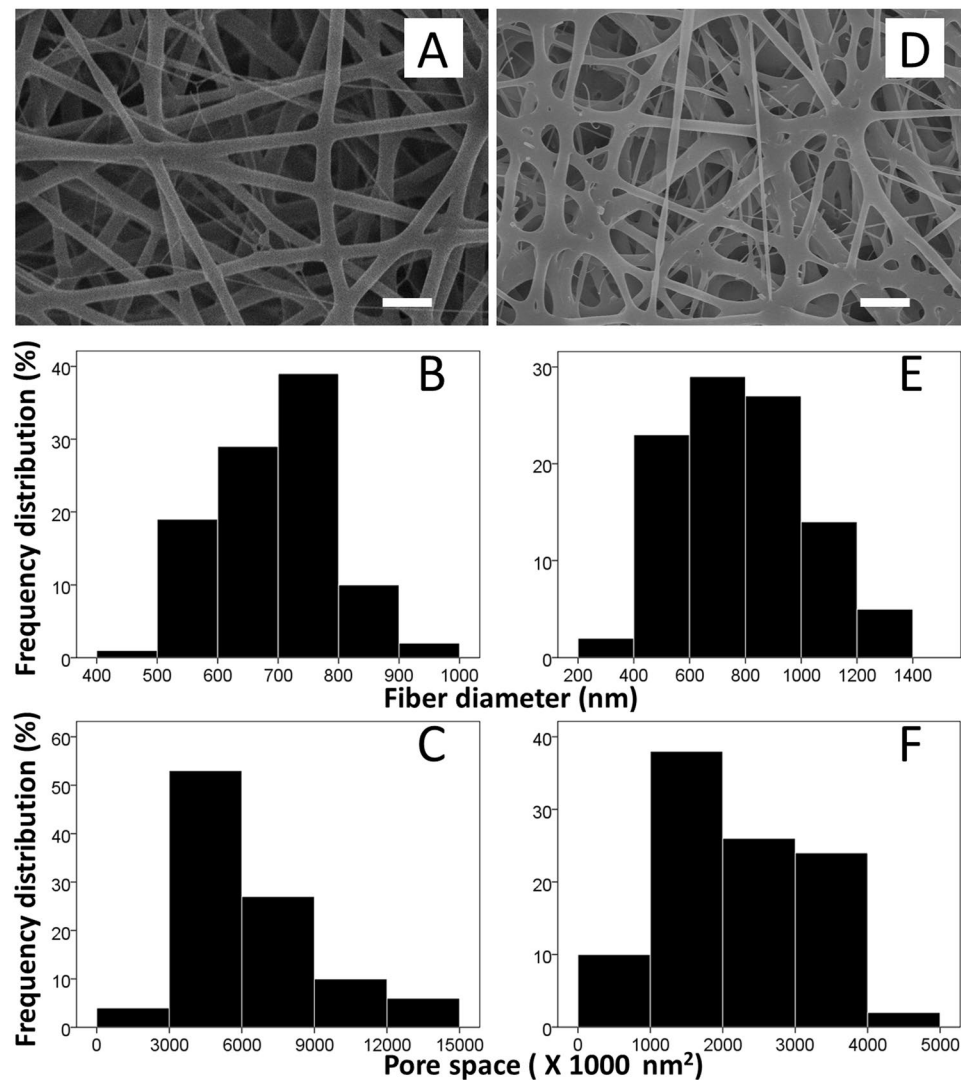 A
D
Frequency distribution (%)
B
E
40
30
20
10
0
30
20
10
0
400 500 600 700 800 900 1000
200 400 600 800 1000 1200 1400
Fiber diameter (nm)
Frequency distribution (%)
C
F
60
50
40
30
20
10
0
40
30
20
10
0
0 3000 6000 9000 12000 15000
0 1000 2000 3000 4000 5000
Pore space ( X 1000 nm²)